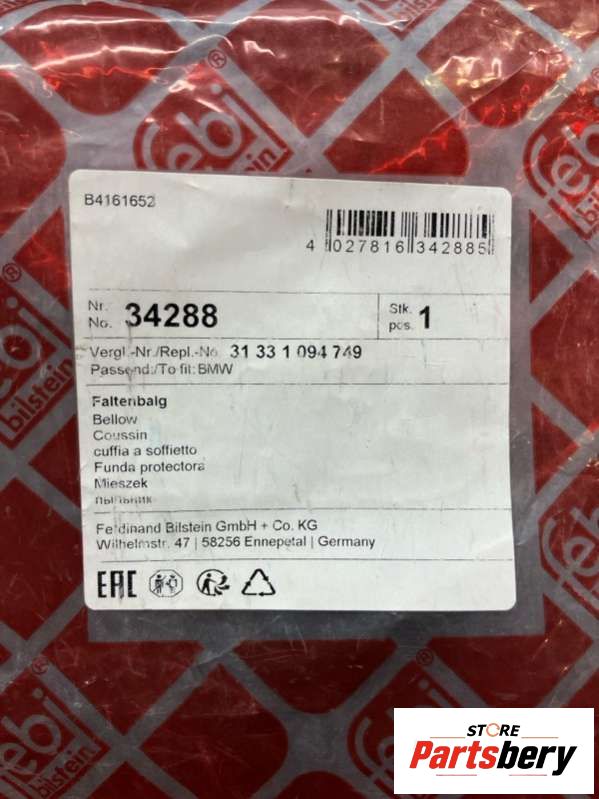 febi
bilstein
B4161652
4 027816 342885
Nr.
No. 34288
Stk.
pcs. 1
Vergl.-Nr./Repl.-No. 31 33 1 094 749
Passend:/To fit: BMW
Faltenbalg
Bellow
Coussin
cuffia a soffietto
Funda protectora
Mieszek
пыльник
Ferdinand Bilstein GmbH + Co. KG
Wilhelmstr. 47 | 58256 Ennepetal | Germany
EAC
STORE
Partsbery